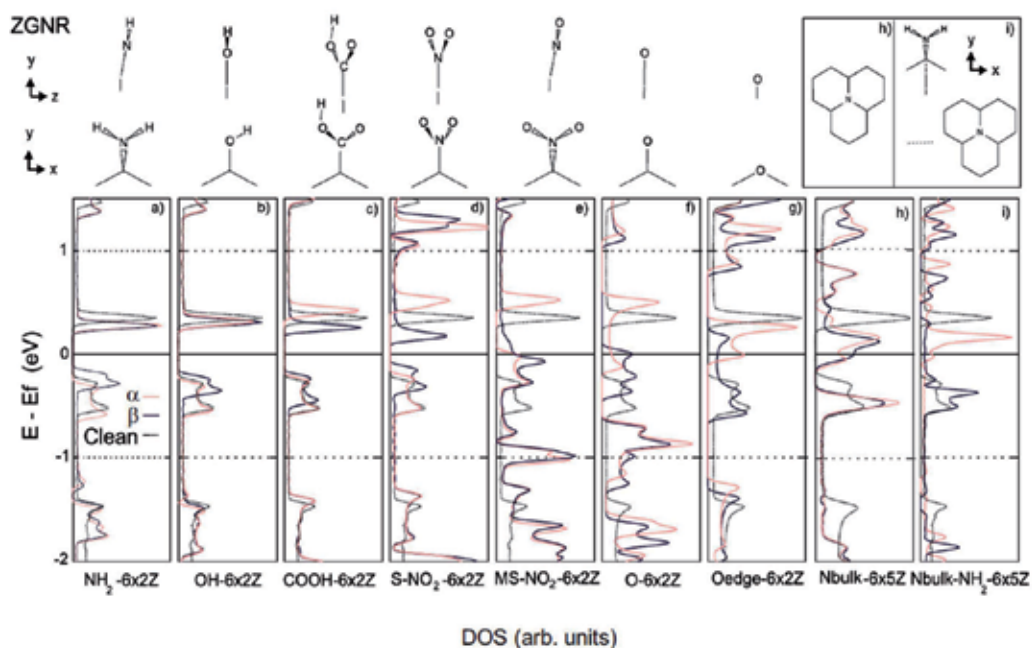 ZGNR
H
N
y
z
H
O
y
z
H
O
O
C
O
O
N
O
N
O
O
h)
N
H
H
N
i)
y
x
N
y
x
H
H
N
O
H
H
O
O
C
O
O
N
O
O
N
O
O
a)
b)
c)
d)
e)
f)
g)
h)
i)
E - Ef (eV)
1
0
-1
-2
α
β
Clean
NH2-6x2Z
OH-6x2Z
COOH-6x2Z
S-NO2-6x2Z
MS-NO2-6x2Z
O-6x2Z
Oedge-6x2Z
Nbulk-6x5Z
Nbulk-NH2-6x5Z
DOS (arb. units)